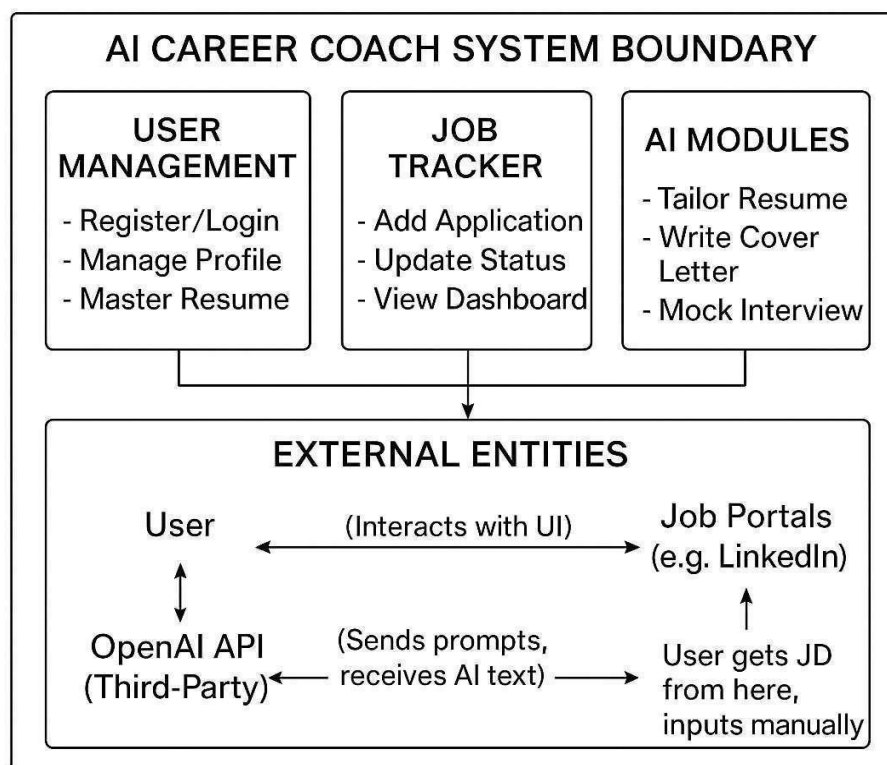 AI CAREER COACH SYSTEM BOUNDARY
USER
MANAGEMENT
- Register/Login
- Manage Profile
- Master Resume
JOB
TRACKER
- Add Application
- Update Status
- View Dashboard
AI MODULES
- Tailor Resume
- Write Cover
Letter
- Mock Interview
EXTERNAL ENTITIES
User
(Interacts with UI)
Job Portals
(e.g. LinkedIn)
OpenAI API
(Third-Party)
(Sends prompts,
receives AI text)
User gets JD
from here,
inputs manually